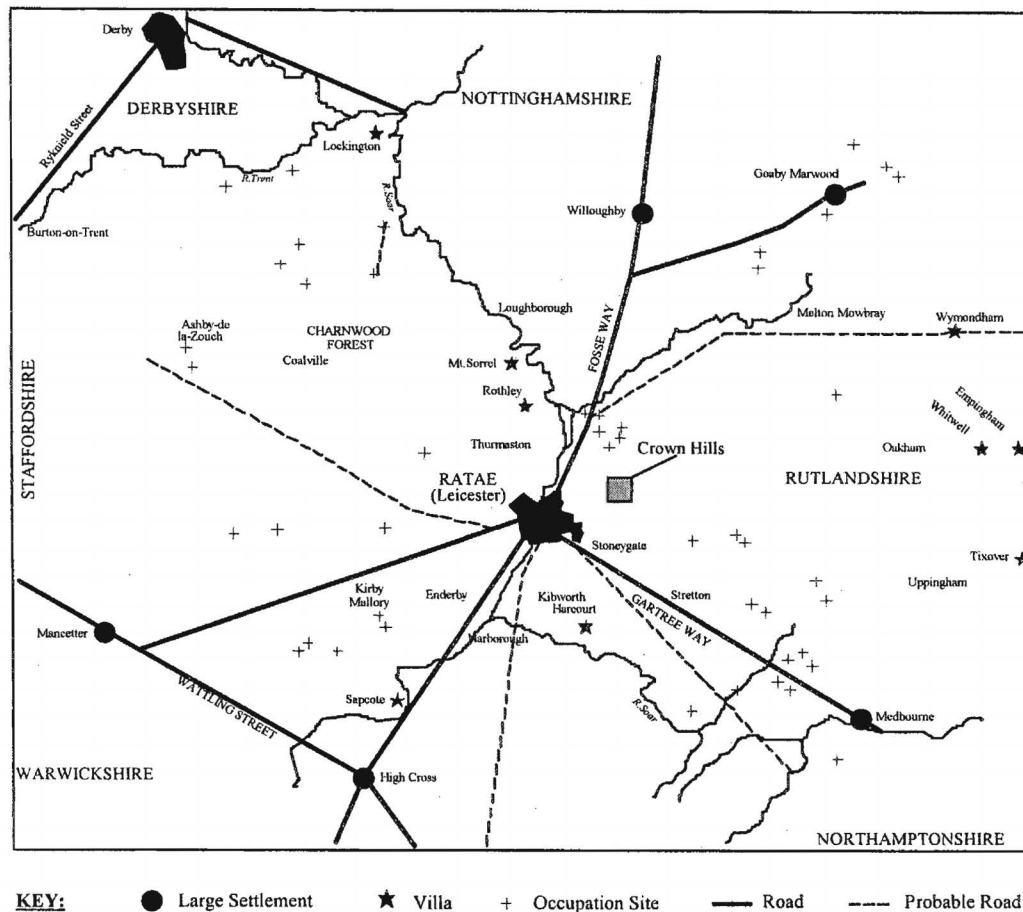 Derby
DERBYSHIRE
NOTTINGHAMSHIRE
Ryknield Street
Lockington
R.Trent
R.Soar
Burton-on-Trent
Goaby Marwood
Willoughby
Loughborough
Melton Mowbray
Wymondham
Ashby-de
la-Zouch
CHARNWOOD
FOREST
Coalville
Mt.Sorrel
FOSSE WAY
Rothley
Empingham
Whitwell
Oakham
STAFFORDSHIRE
Thurmaston
Crown Hills
RUTLANDSHIRE
RATAE
(Leicester)
Stoneygate
Tixover
Uppingham
Kirby
Mallory
Enderby
Kibworth
Harcourt
Stretton
GARTREE WAY
Mancetter
Narborough
WATTLING STREET
Sapcote
R.Soar
Medbourne
WARWICKSHIRE
High Cross
NORTHAMPTONSHIRE
KEY: Large Settlement Villa Occupation Site Road Probable Road